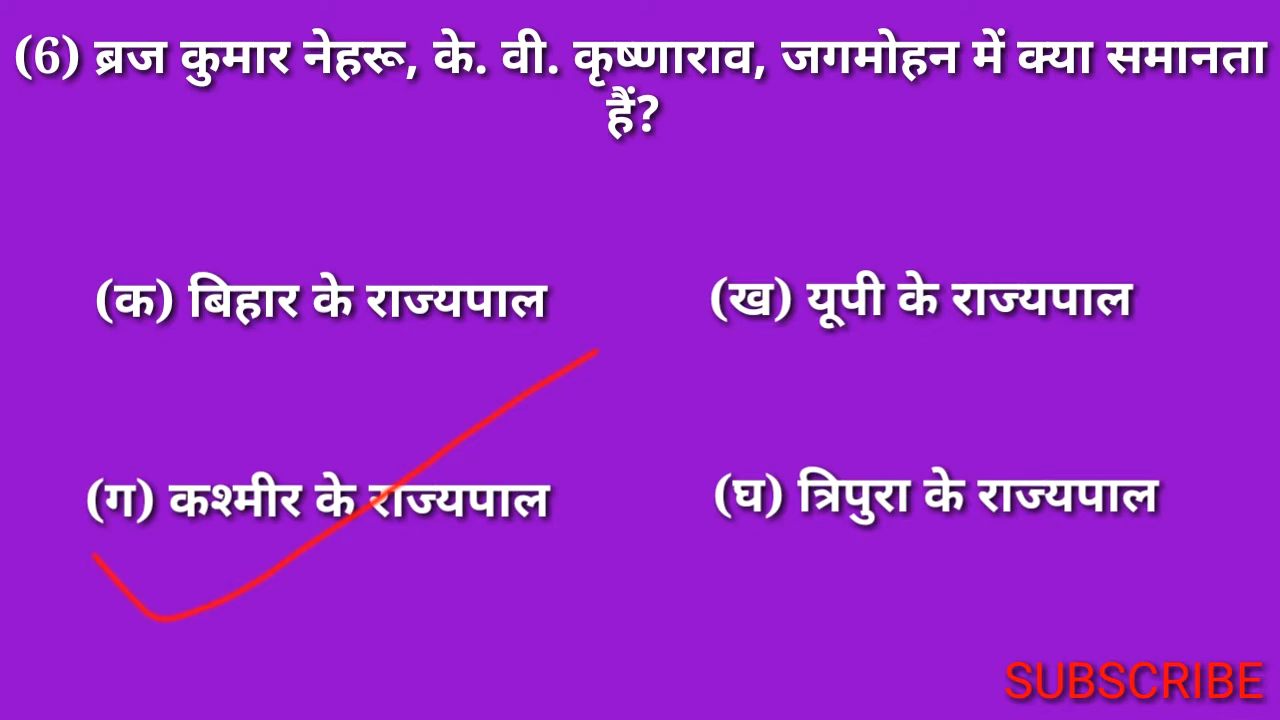 (6) ब्रज कुमार नेहरू, के. वी. कृष्णाराव, जगमोहन में क्या समानता
हैं?
(क) बिहार के राज्यपाल
(ख) यूपी के राज्यपाल
(ग) कश्मीर के राज्यपाल
(घ) त्रिपुरा के राज्यपाल
SUBSCRIBE